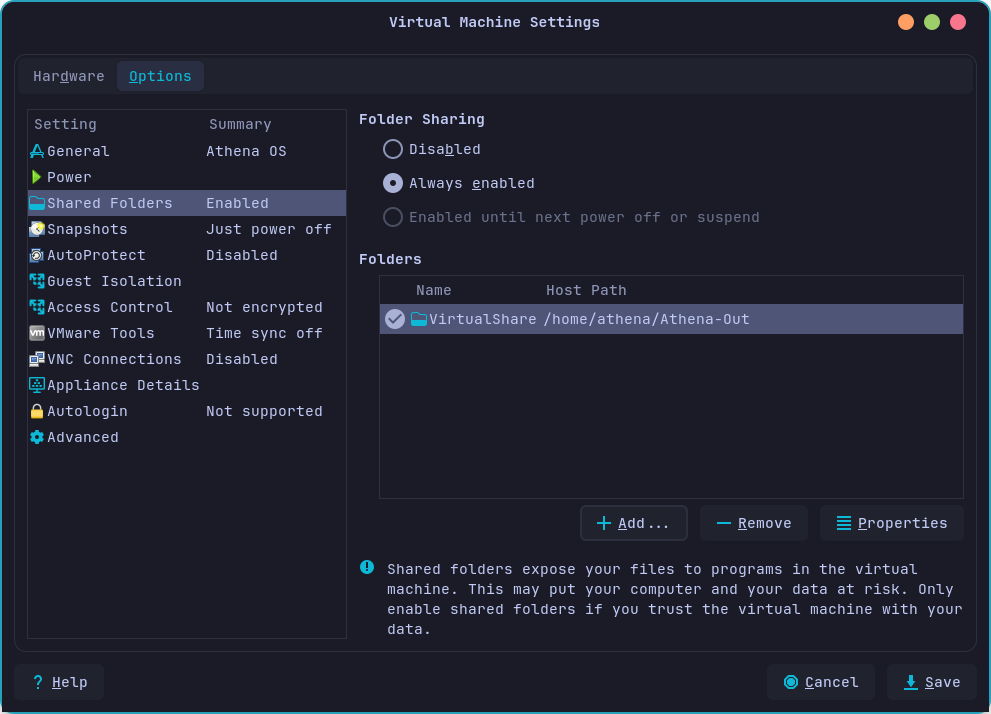 Virtual Machine Settings
Hardware Options
Setting Summary
General Athena OS
Power
Shared Folders Enabled
Snapshots Just power off
AutoProtect Disabled
Guest Isolation
Access Control Not encrypted
vm VMware Tools Time sync off
VNC Connections Disabled
Appliance Details
Autologin Not supported
Advanced
Folder Sharing
Disabled
Always enabled
Enabled until next power off or suspend
Folders
Name Host Path
VirtualShare /home/athena/Athena-Out
Add... Remove Properties
Shared folders expose your files to programs in the virtual
machine. This may put your computer and your data at risk. Only
enable shared folders if you trust the virtual machine with your
data.
? Help Cancel Save